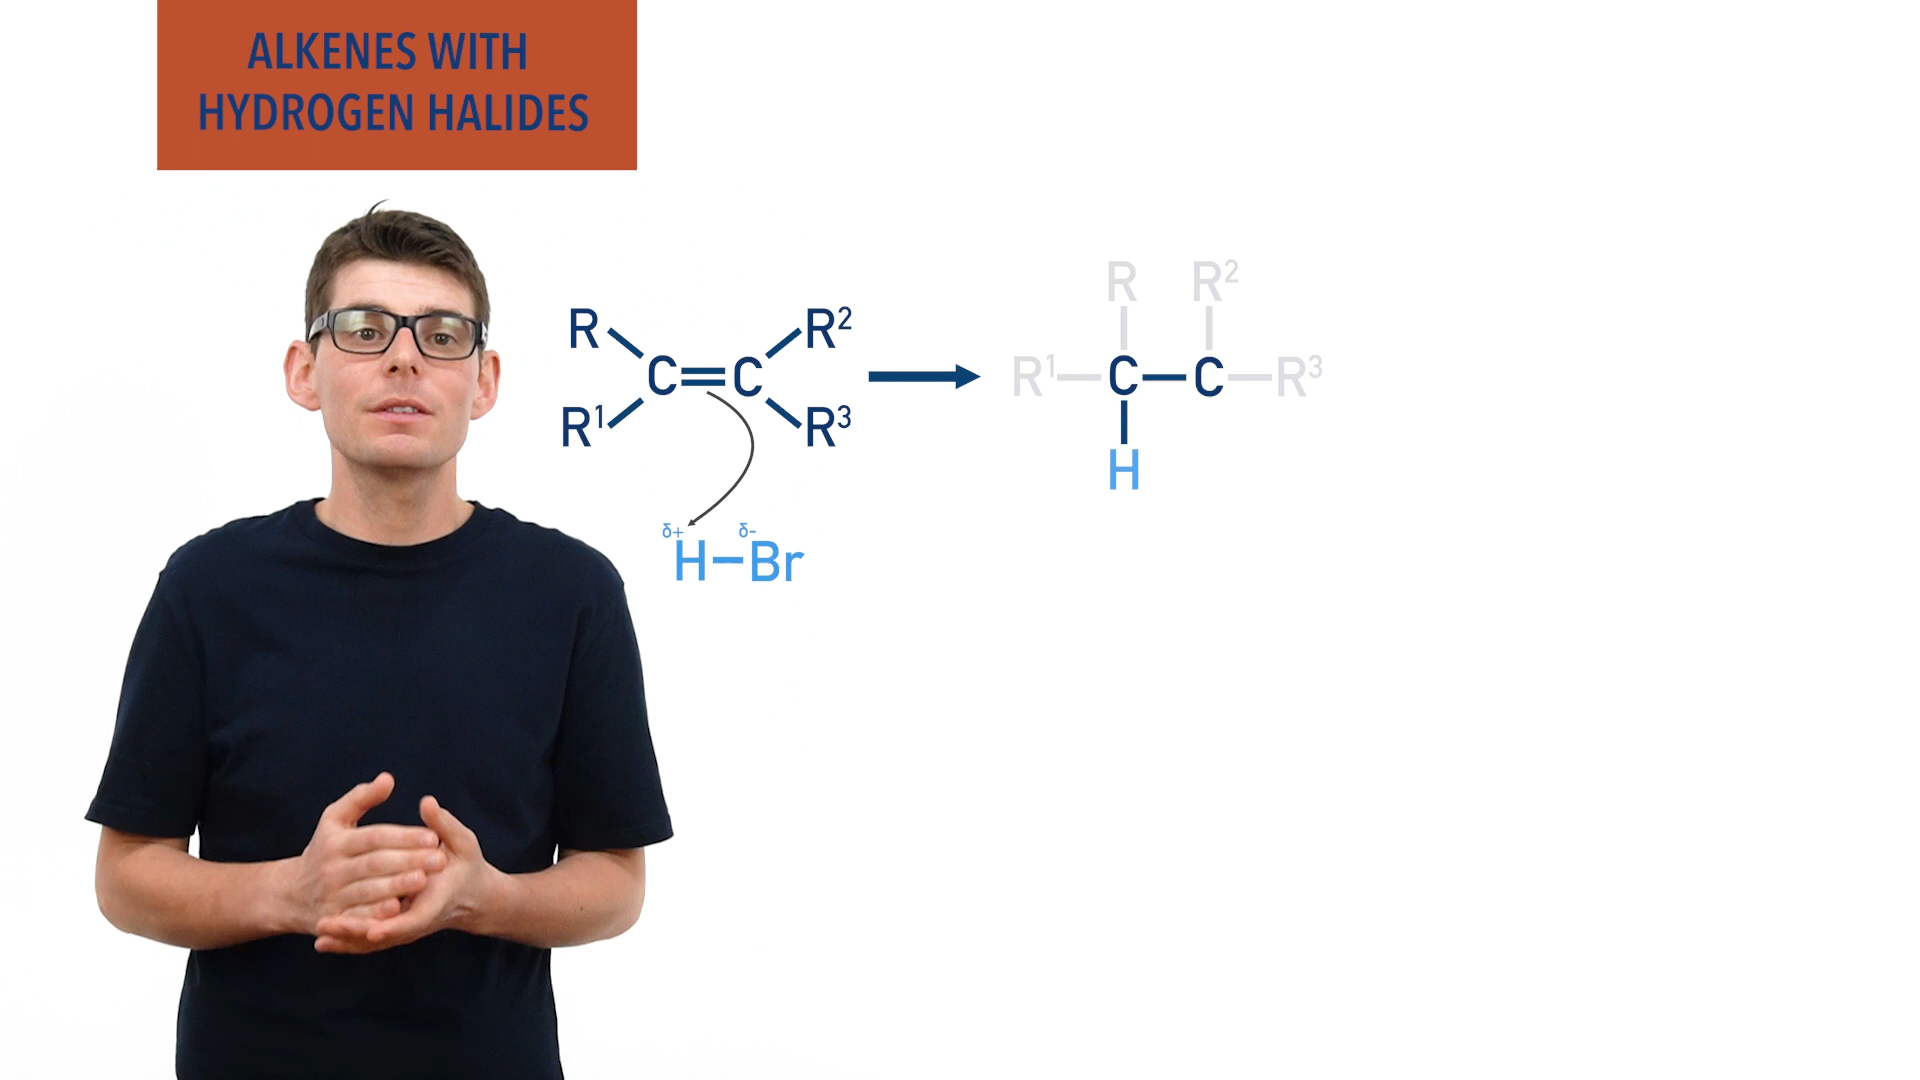 ALKENES WITH
HYDROGEN HALIDES
R R²
C=C
R¹ R³
δ+ δ-
H–Br
R R²
R¹ C C R³
H